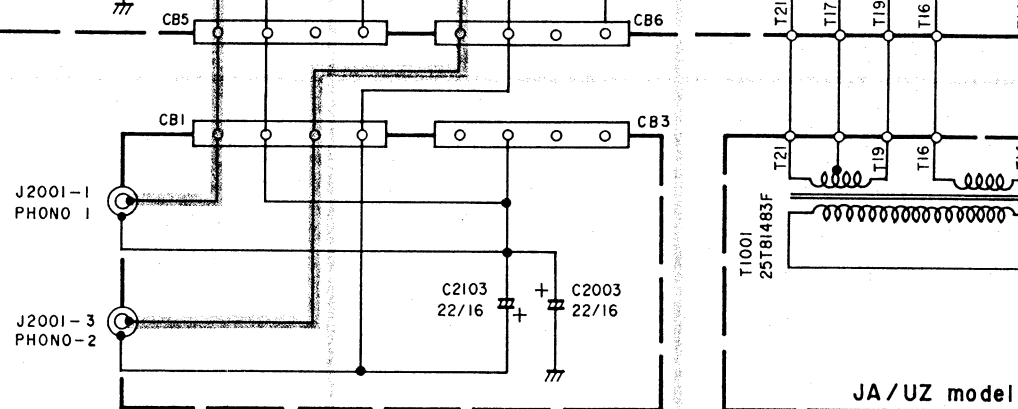 T21
T17
T19
T16
CB5
CB6
CB1
CB3
T21
T19
T16
J2001-1
PHONO 1
T1001
25T81483F
C2103
22/16
+
+
C2003
22/16
J2001-3
PHONO-2
JA/UZ model